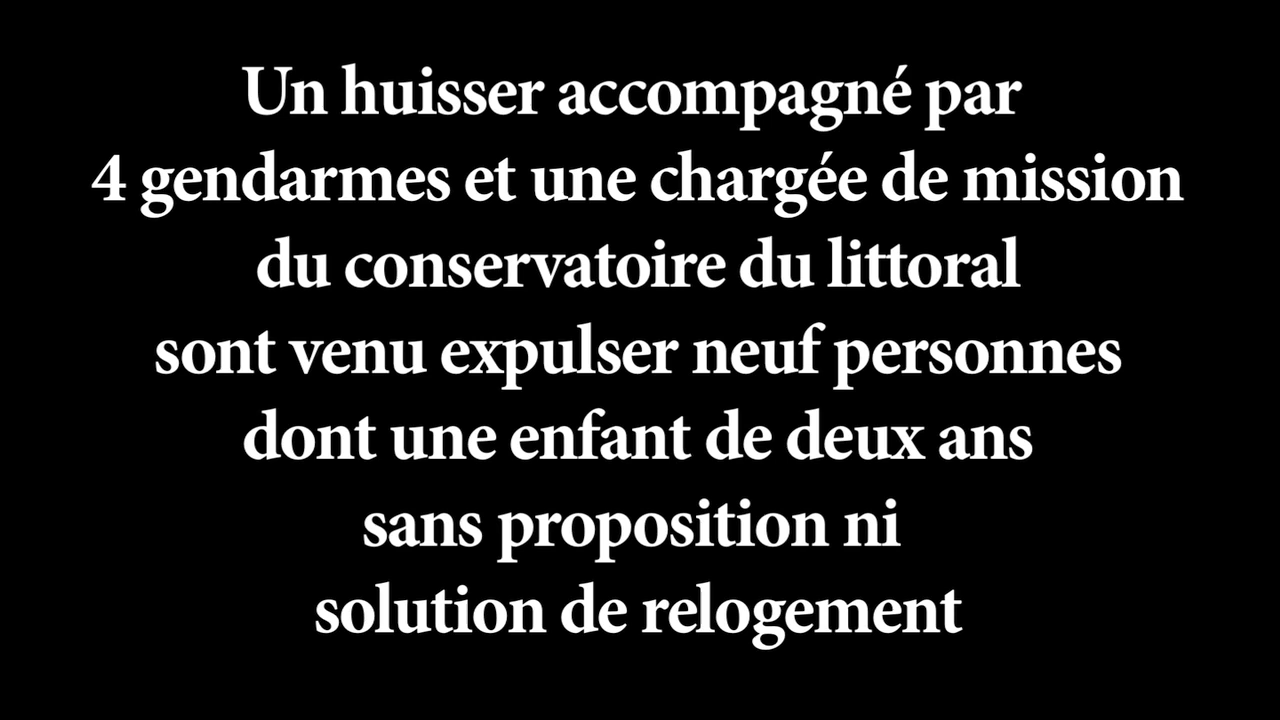 Un huisser accompagné par
4 gendarmes et une chargée de mission
du conservatoire du littoral
sont venu expulser neuf personnes
dont une enfant de deux ans
sans proposition ni
solution de relogement